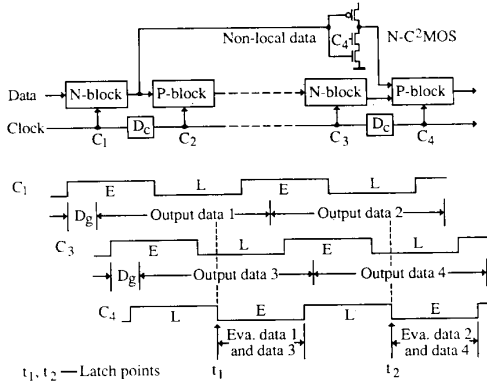 Non-local data
C4
N-C²MOS
Data
N-block
P-block
N-block
P-block
Clock
Dc
Dc
C1
C2
C3
C4
C1
E
L
E
L
Dg
Output data 1
Output data 2
C3
E
L
E
L
Dg
Output data 3
Output data 4
C4
L
E
L
E
Eva. data 1
and data 3
Eva. data 2
and data 4
t1
t2
t1, t2 — Latch points